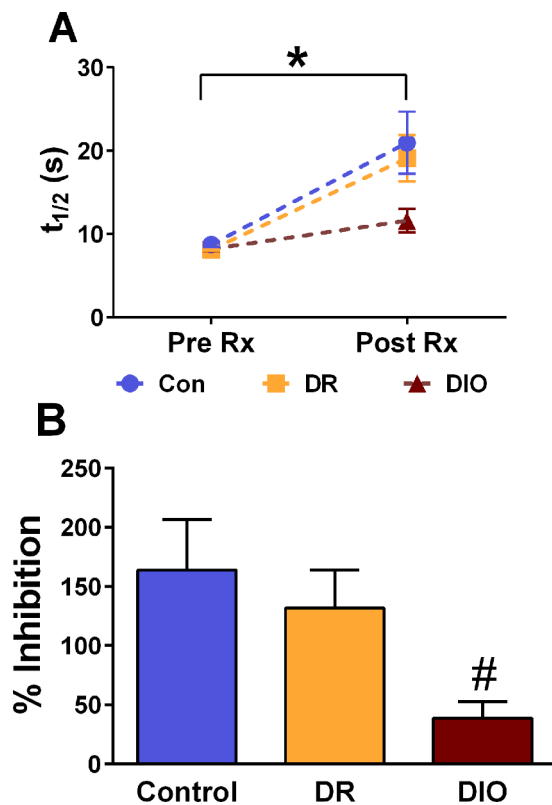 A
*
30
20
10
0
t1/2 (s)
Pre Rx Post Rx
Con DR DIO
B
250
200
150
100
50
0
% Inhibition
#
Control DR DIO